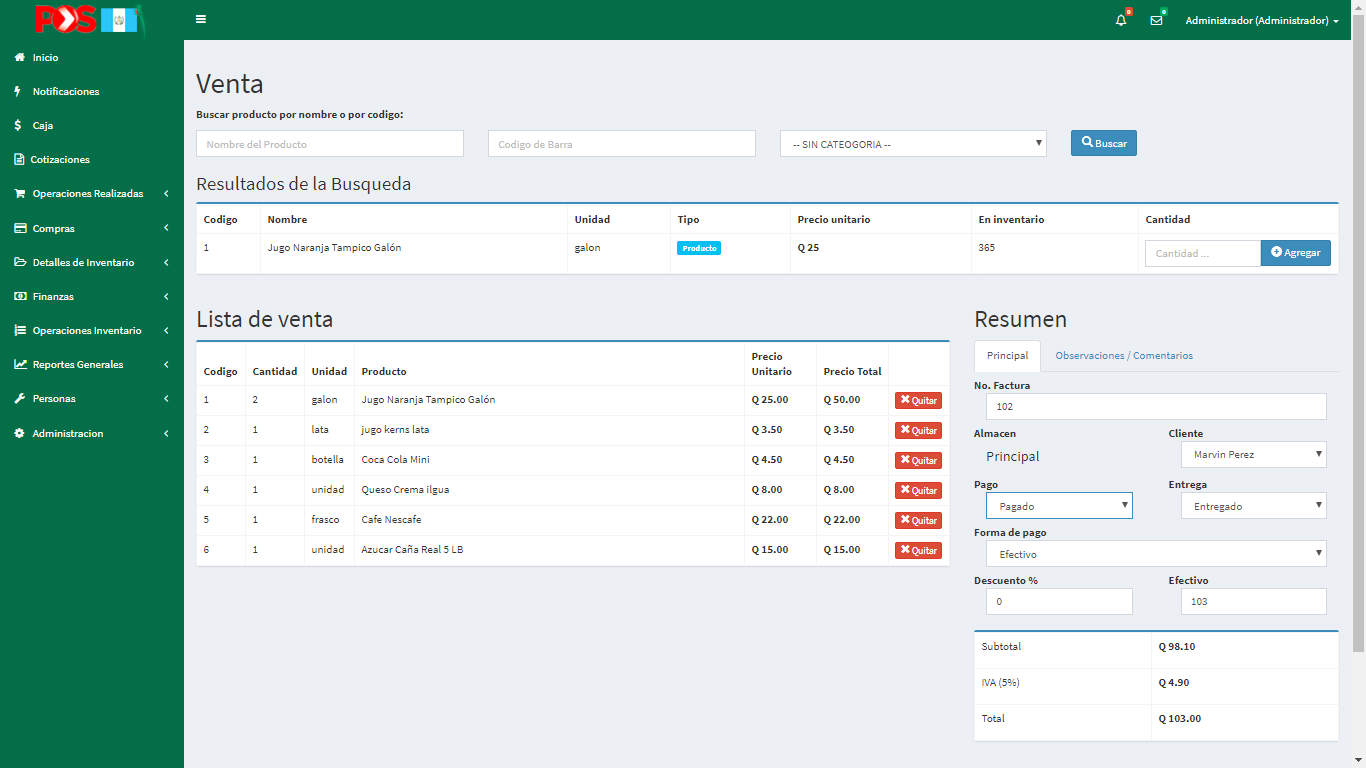 POS
0
0
Administrador (Administrador)
Inicio
Notificaciones
Caja
Cotizaciones
Operaciones Realizadas
Compras
Detalles de Inventario
Finanzas
Operaciones Inventario
Reportes Generales
Personas
Administracion
Venta
Buscar producto por nombre o por codigo:
Nombre del Producto
Codigo de Barra
-- SIN CATEOGORIA --
Buscar
Resultados de la Busqueda
Codigo Nombre Unidad Tipo Precio unitario En inventario Cantidad
1 Jugo Naranja Tampico Galón galon Producto Q 25 365 Cantidad ... Agregar
Lista de venta
Codigo Cantidad Unidad Producto Precio Unitario Precio Total
1 2 galon Jugo Naranja Tampico Galón Q 25.00 Q 50.00 Quitar
2 1 lata jugo kerns lata Q 3.50 Q 3.50 Quitar
3 1 botella Coca Cola Mini Q 4.50 Q 4.50 Quitar
4 1 unidad Queso Crema ilgua Q 8.00 Q 8.00 Quitar
5 1 frasco Cafe Nescafe Q 22.00 Q 22.00 Quitar
6 1 unidad Azucar Caña Real 5 LB Q 15.00 Q 15.00 Quitar
Resumen
Principal Observaciones / Comentarios
No. Factura
102
Almacen Cliente
Principal Marvin Perez
Pago Entrega
Pagado Entregado
Forma de pago
Efectivo
Descuento % Efectivo
0 103
Subtotal Q 98.10
IVA (5%) Q 4.90
Total Q 103.00